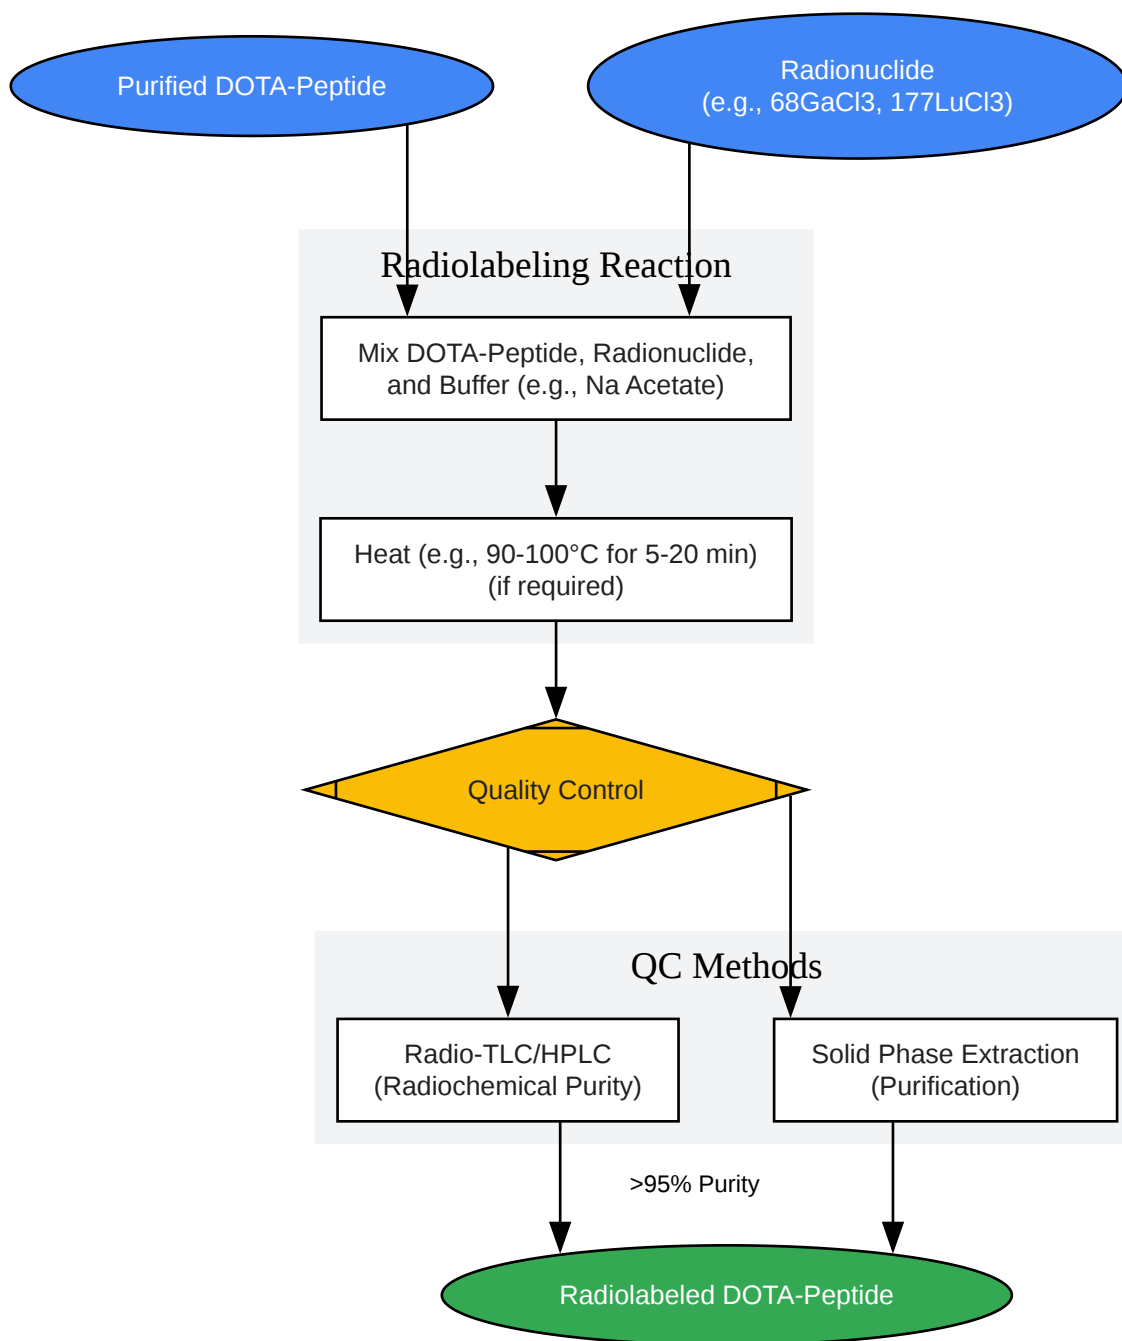 Purified DOTA-Peptide
Radionuclide
(e.g., 68GaCl3, 177LuCl3)
Radiolabeling Reaction
Mix DOTA-Peptide, Radionuclide,
and Buffer (e.g., Na Acetate)
Heat (e.g., 90-100°C for 5-20 min)
(if required)
Quality Control
QC Methods
Radio-TLC/HPLC
(Radiochemical Purity)
Solid Phase Extraction
(Purification)
>95% Purity
Radiolabeled DOTA-Peptide